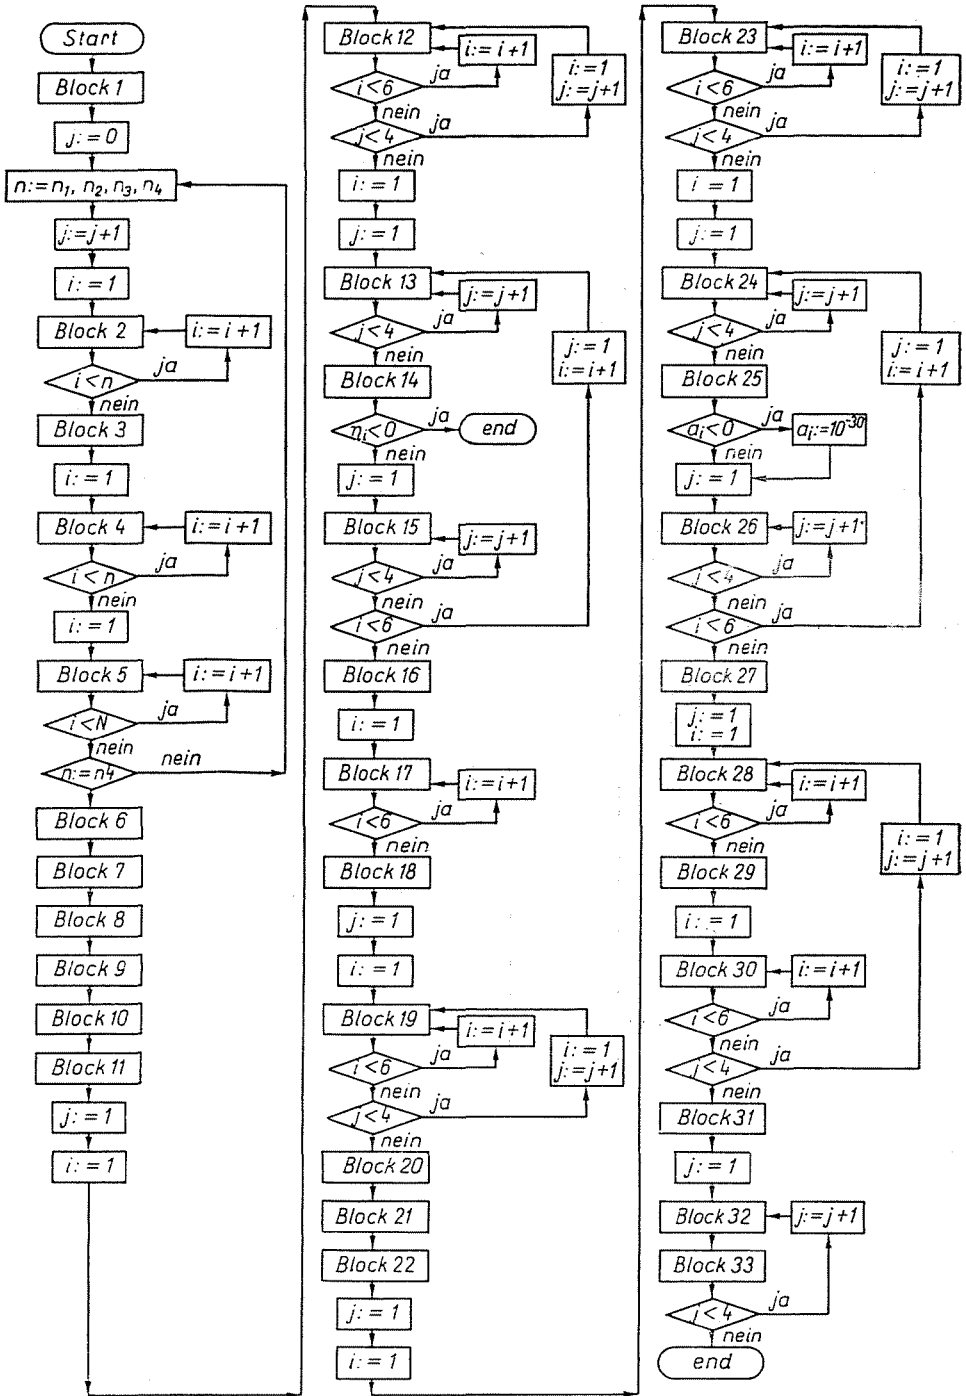 Start
Block 1
j:=0
n:=n₁, n₂, n₃, n₄
j:=j+1
i:=1
Block 2
i:=i+1
i<n
ja
nein
Block 3
i:=1
Block 4
i:=i+1
i<n
ja
nein
i:=1
Block 5
i:=i+1
i<N
ja
nein
n:=n4
nein
Block 6
Block 7
Block 8
Block 9
Block 10
Block 11
j:=1
i:=1
Block 12
i:=i+1
i<6
ja
nein
i:=1
j:=j+1
j<4
ja
nein
i:=1
j:=1
Block 13
j:=j+1
j<4
ja
nein
j:=1
i:=i+1
Block 14
nᵢ<0
ja
end
nein
j:=1
Block 15
j:=j+1
j<4
ja
nein
i<6
ja
nein
Block 16
i:=1
Block 17
i:=i+1
i<6
ja
nein
Block 18
j:=1
i:=1
Block 19
i:=i+1
i<6
ja
nein
i:=1
j:=j+1
j<4
ja
nein
Block 20
Block 21
Block 22
j:=1
i:=1
Block 23
i:=i+1
i<6
ja
nein
i:=1
j:=j+1
j<4
ja
nein
i=1
j:=1
Block 24
j:=j+1
j<4
ja
nein
j:=1
i:=i+1
Block 25
aᵢ<0
ja
aᵢ:=10⁻³⁰
nein
j:=1
Block 26
j:=j+1
j<4
ja
nein
i<6
ja
nein
Block 27
j:=1
i:=1
Block 28
i:=i+1
i<6
ja
nein
i:=1
j:=j+1
Block 29
i:=1
Block 30
i:=i+1
i<6
ja
nein
j<4
ja
nein
Block 31
j:=1
Block 32
j:=j+1
Block 33
j<4
ja
nein
end